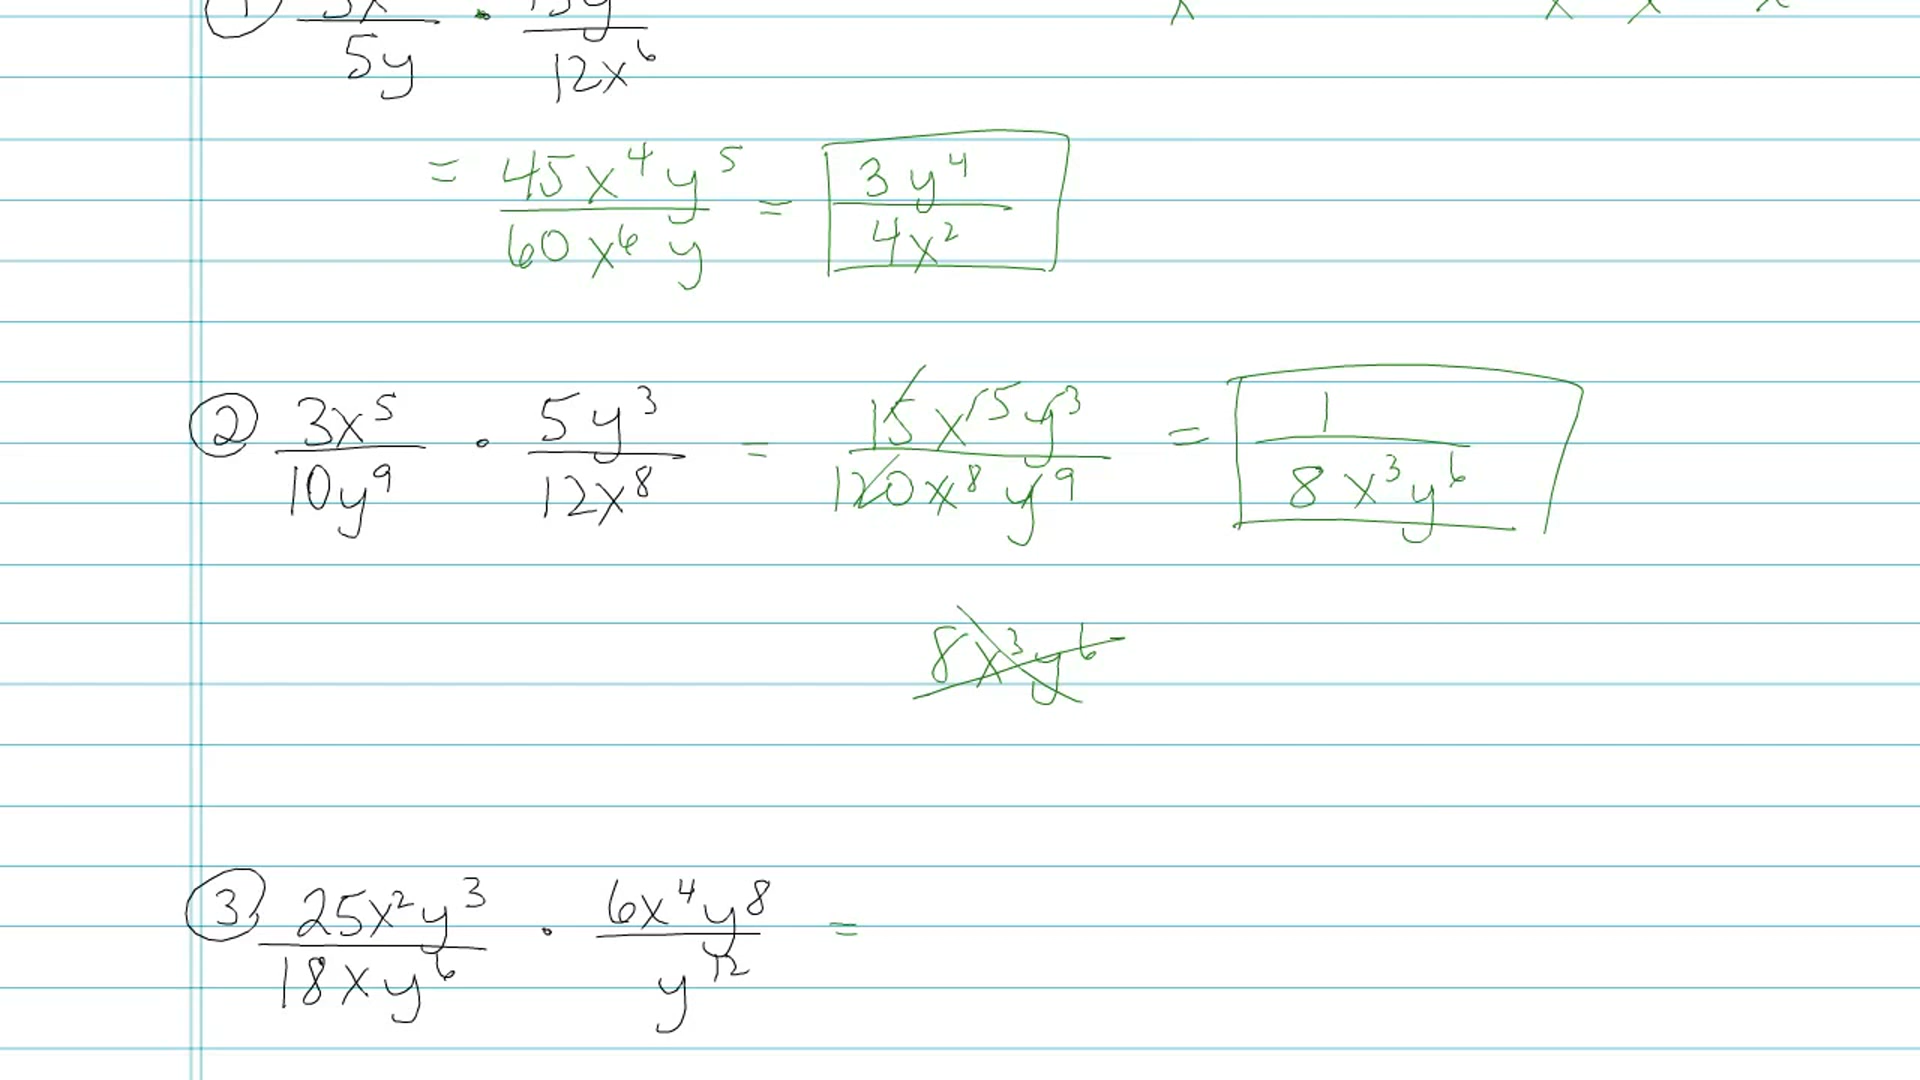 ① / 5y · / 12x⁶
= 45x⁴y⁵ / 60x⁶y = 3y⁴ / 4x²
② 3x⁵ / 10y⁹ · 5y³ / 12x⁸ = 15x⁵y³ / 120x⁸y⁹ = 1 / 8x³y⁶
8x³y⁶
③ 25x²y³ / 18xy⁶ · 6x⁴y⁸ / y¹² =